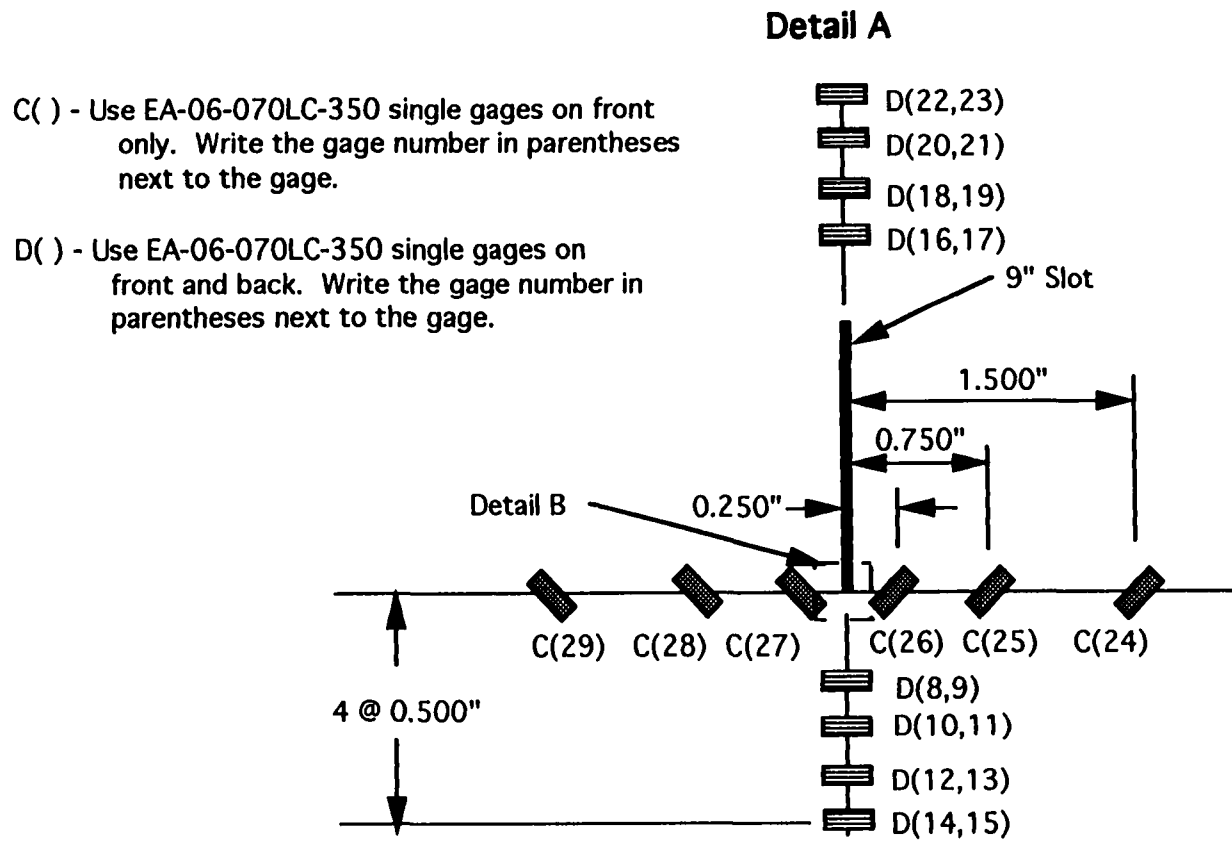 Detail A
C( ) - Use EA-06-070LC-350 single gages on front
only. Write the gage number in parentheses
next to the gage.
D( ) - Use EA-06-070LC-350 single gages on
front and back. Write the gage number in
parentheses next to the gage.
D(22,23)
D(20,21)
D(18,19)
D(16,17)
9" Slot
1.500"
0.750"
Detail B
0.250"
C(29)
C(28)
C(27)
C(26)
C(25)
C(24)
4 @ 0.500"
D(8,9)
D(10,11)
D(12,13)
D(14,15)